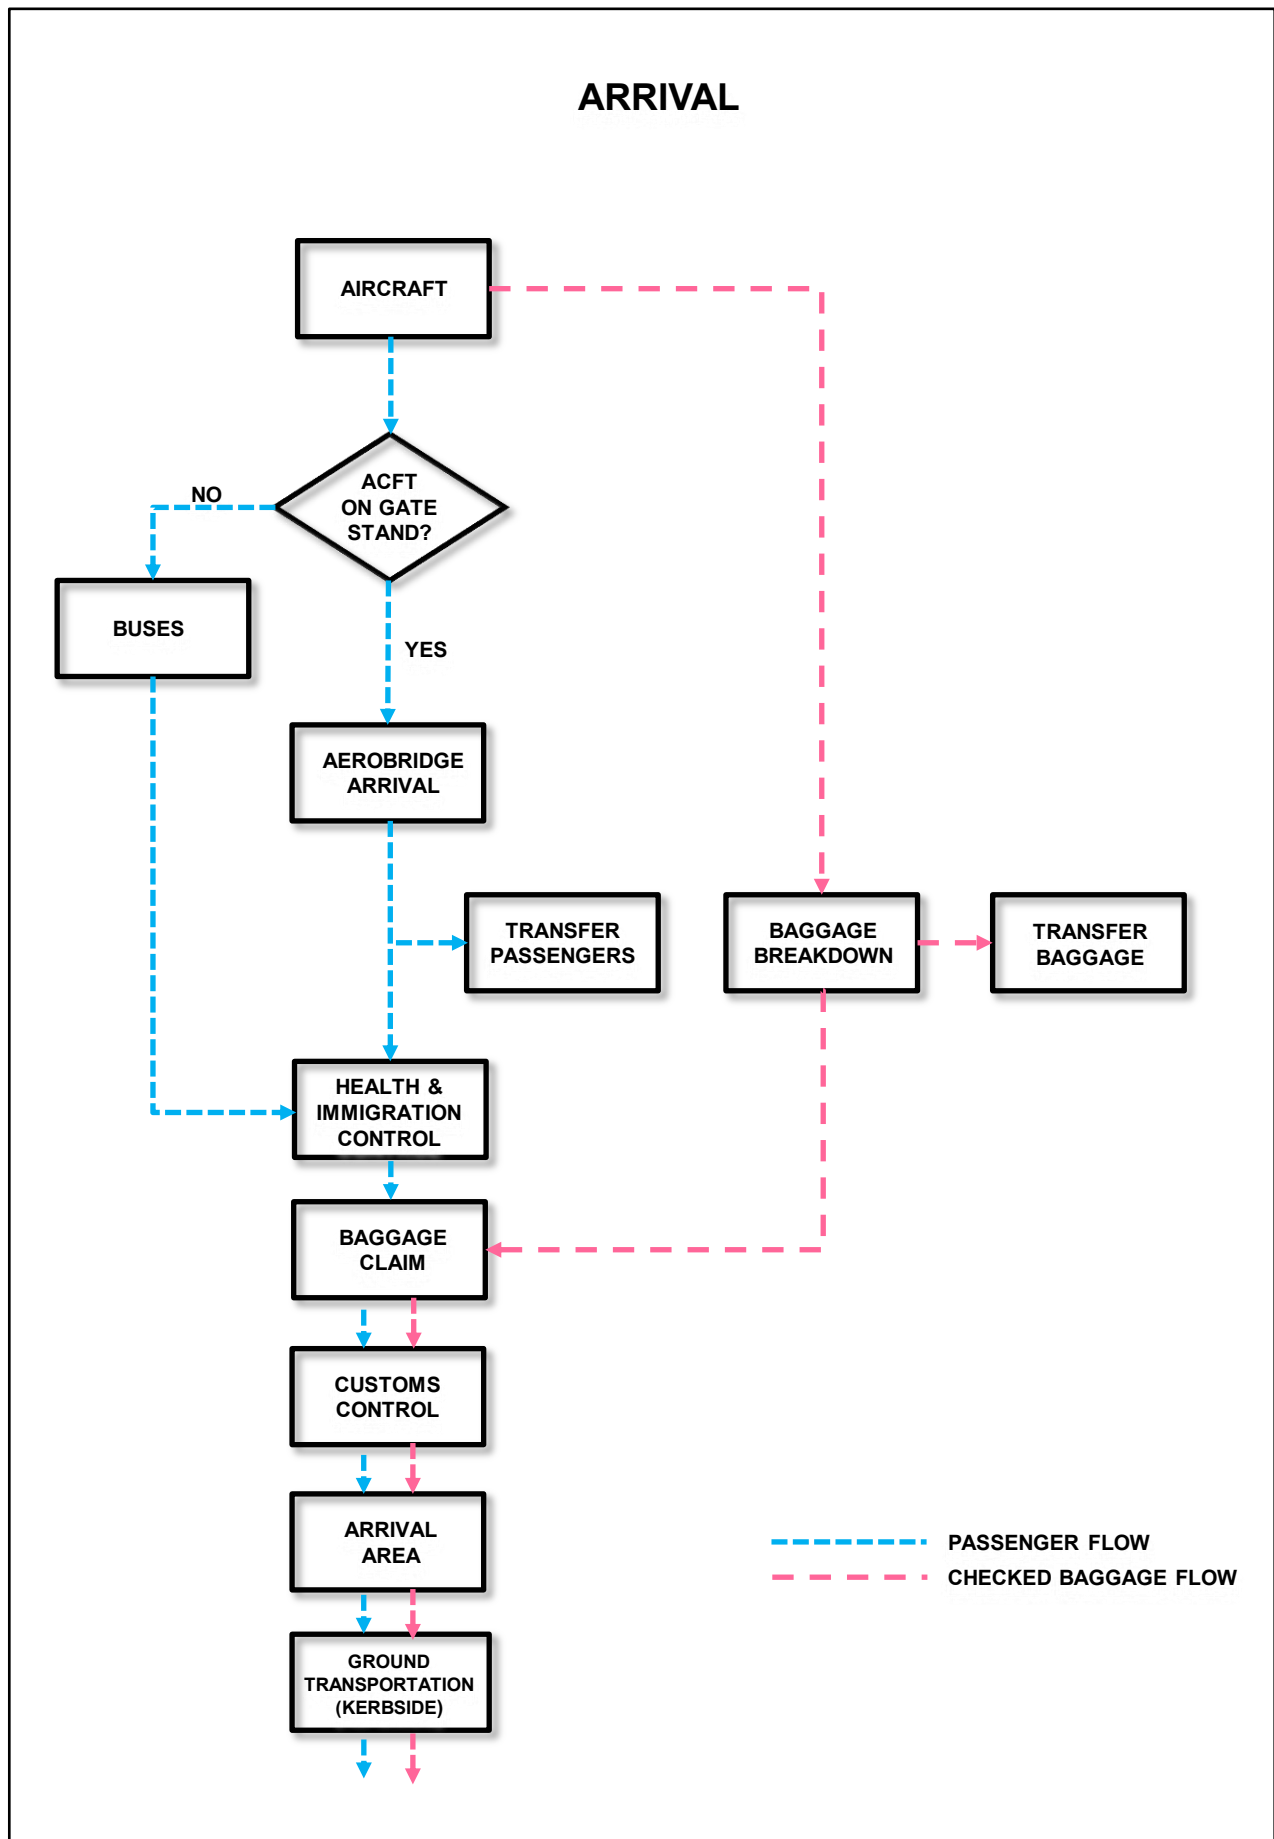 ARRIVAL
AIRCRAFT
ACFT
ON GATE
STAND?
NO
BUSES
YES
AEROBRIDGE
ARRIVAL
TRANSFER
PASSENGERS
BAGGAGE
BREAKDOWN
TRANSFER
BAGGAGE
HEALTH &
IMMIGRATION
CONTROL
BAGGAGE
CLAIM
CUSTOMS
CONTROL
ARRIVAL
AREA
PASSENGER FLOW
CHECKED BAGGAGE FLOW
GROUND
TRANSPORTATION
(KERBSIDE)